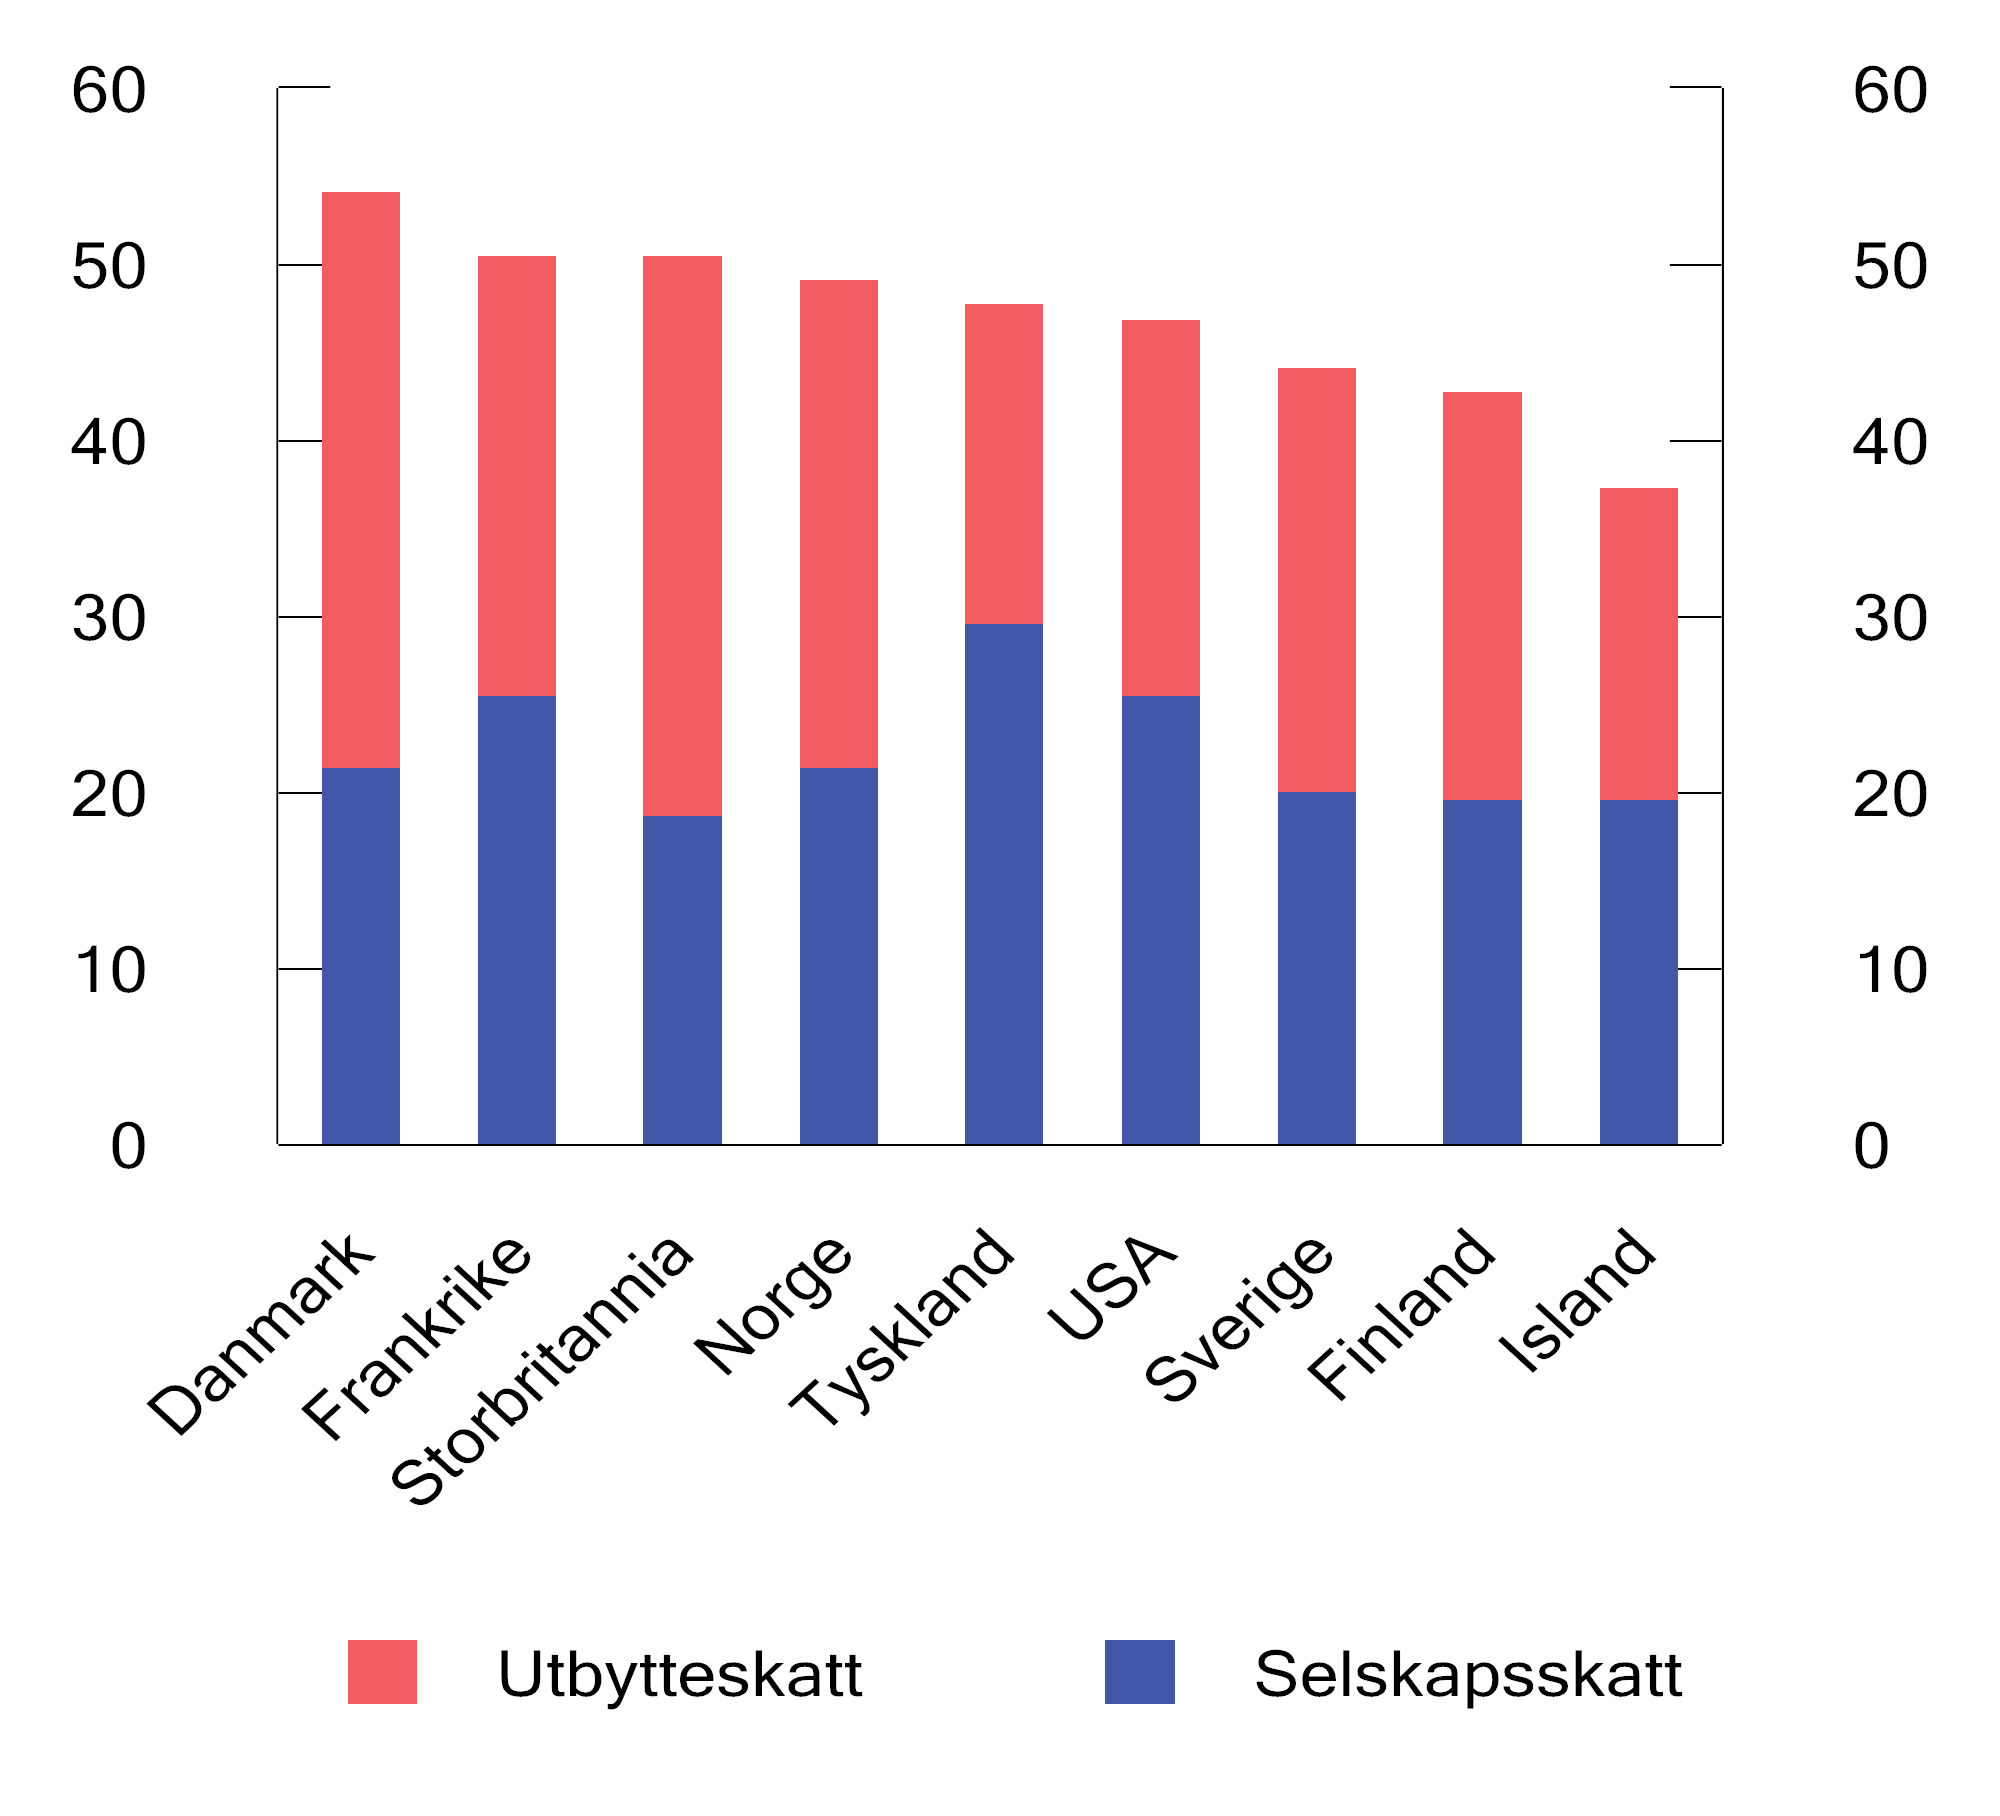 60 60
50 50
40 40
30 30
20 20
10 10
0 0
Danmark
Frankrike
Storbritannia
Norge
Tyskland
USA
Sverige
Finland
Island
Utbytteskatt Selskapsskatt